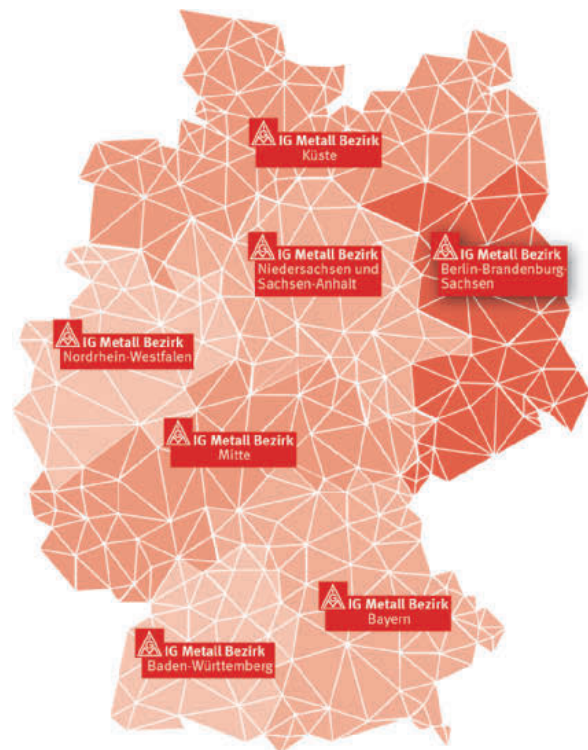 IG Metall Bezirk
Küste
IG Metall Bezirk
Niedersachsen und
Sachsen-Anhalt
IG Metall Bezirk
Berlin-Brandenburg-
Sachsen
IG Metall Bezirk
Nordrhein-Westfalen
IG Metall Bezirk
Mitte
IG Metall Bezirk
Bayern
IG Metall Bezirk
Baden-Württemberg